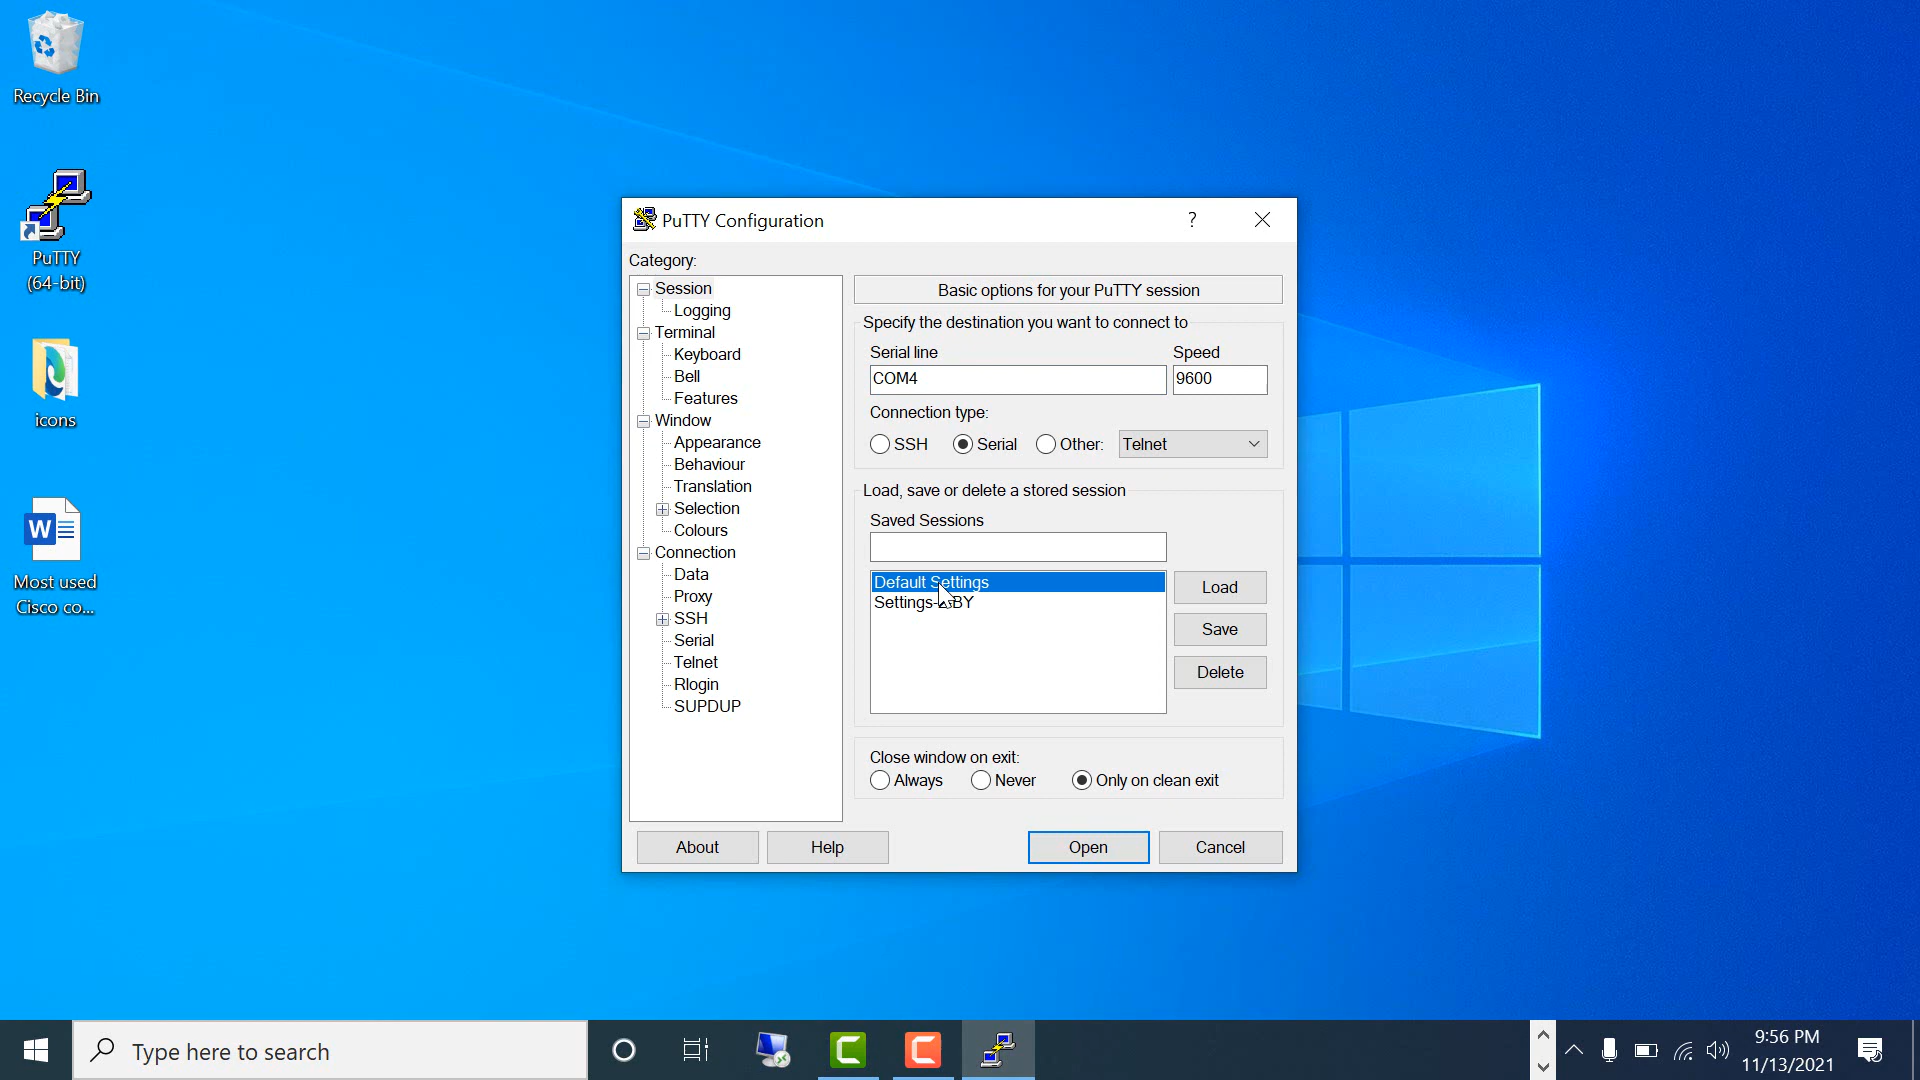 Recycle Bin
PuTTY
(64-bit)
icons
Most used
Cisco co...
PuTTY Configuration
?
Category:
Session
Logging
Terminal
Keyboard
Bell
Features
Window
Appearance
Behaviour
Translation
Selection
Colours
Connection
Data
Proxy
SSH
Serial
Telnet
Rlogin
SUPDUP
Basic options for your PuTTY session
Specify the destination you want to connect to
Serial line Speed
COM4 9600
Connection type:
SSH Serial Other: Telnet
Load, save or delete a stored session
Saved Sessions
Default Settings
Load
Save
Delete
Close window on exit:
Always Never Only on clean exit
About Help Open Cancel
Type here to search
9:56 PM
11/13/2021